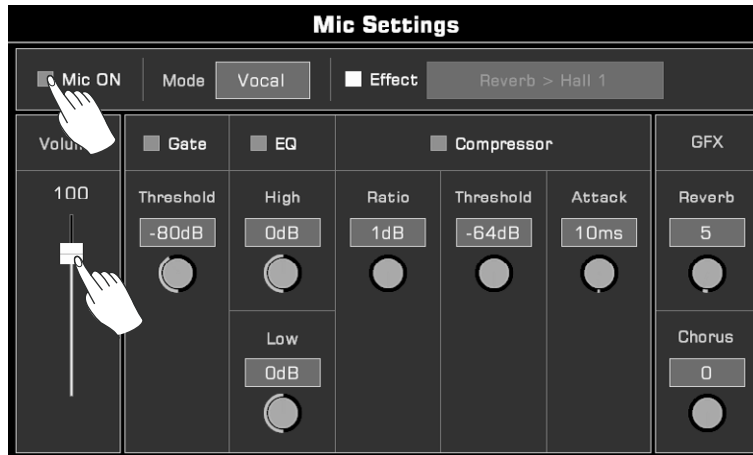 Mic Settings
Mic ON Mode Vocal Effect Reverb > Hall 1
Gate EQ Compressor GFX
100 Threshold High Ratio Threshold Attack Reverb
-80dB 0dB 1dB -64dB 10ms 5
Low Chorus
0dB 0